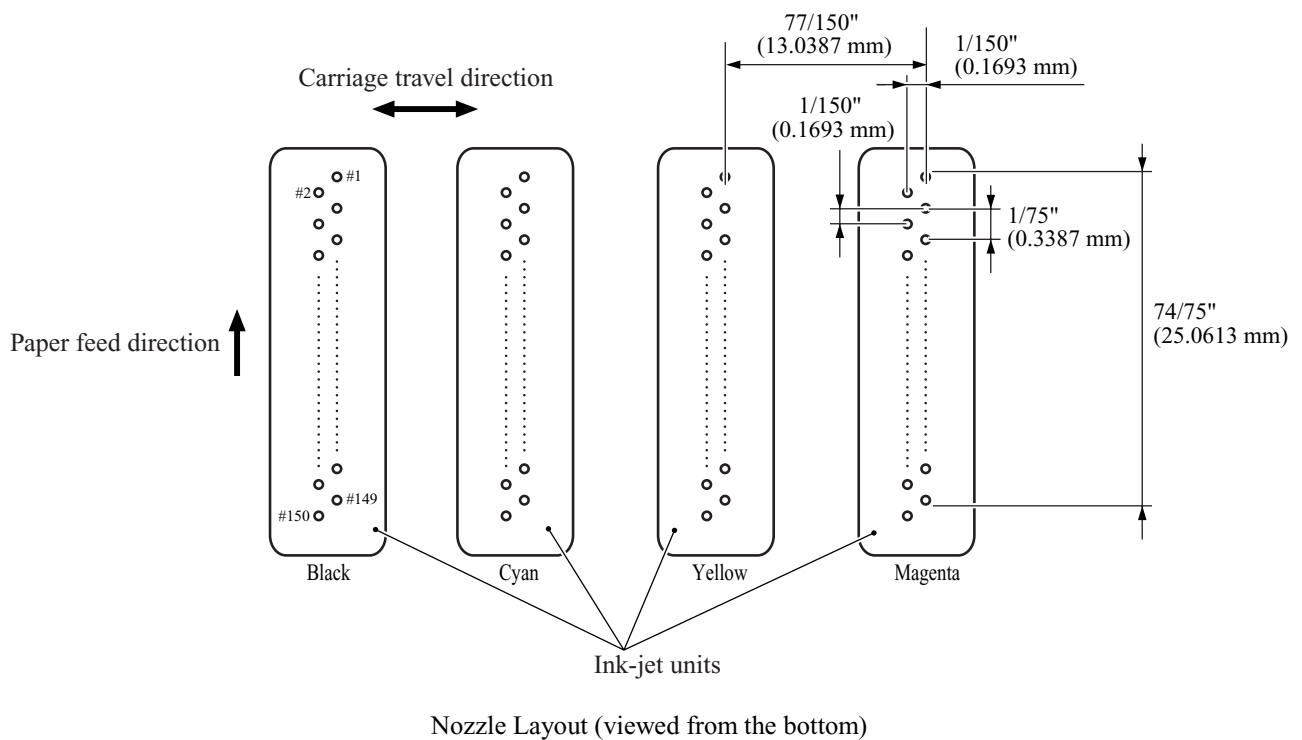 77/150"
(13.0387 mm)
1/150"
(0.1693 mm)
Carriage travel direction
1/150"
(0.1693 mm)
#1
#2
1/75"
(0.3387 mm)
74/75"
(25.0613 mm)
Paper feed direction
#149
#150
Black
Cyan
Yellow
Magenta
Ink-jet units
Nozzle Layout (viewed from the bottom)